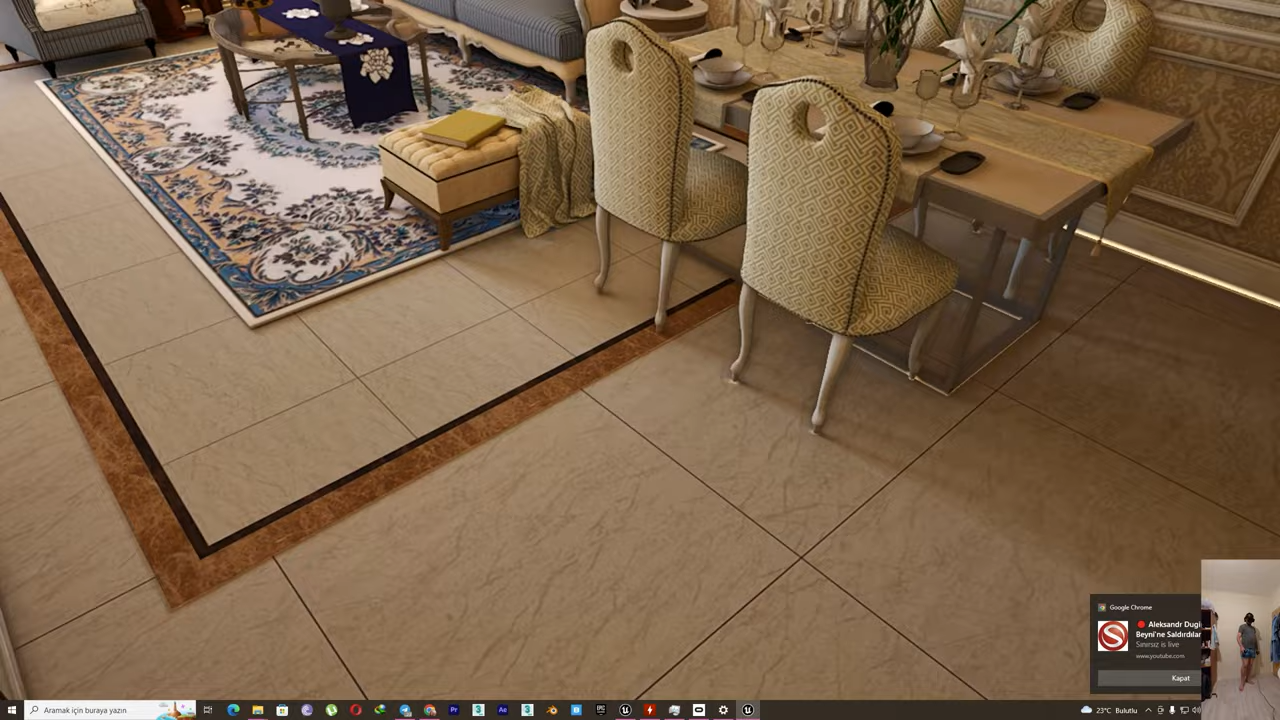 Google Chrome
Aleksandr Dugi
Beyni'ne Saldırdılar
Sınırsız is live
www.youtube.com
Kapat
Aramak için buraya yazın
23°C Bulutlu